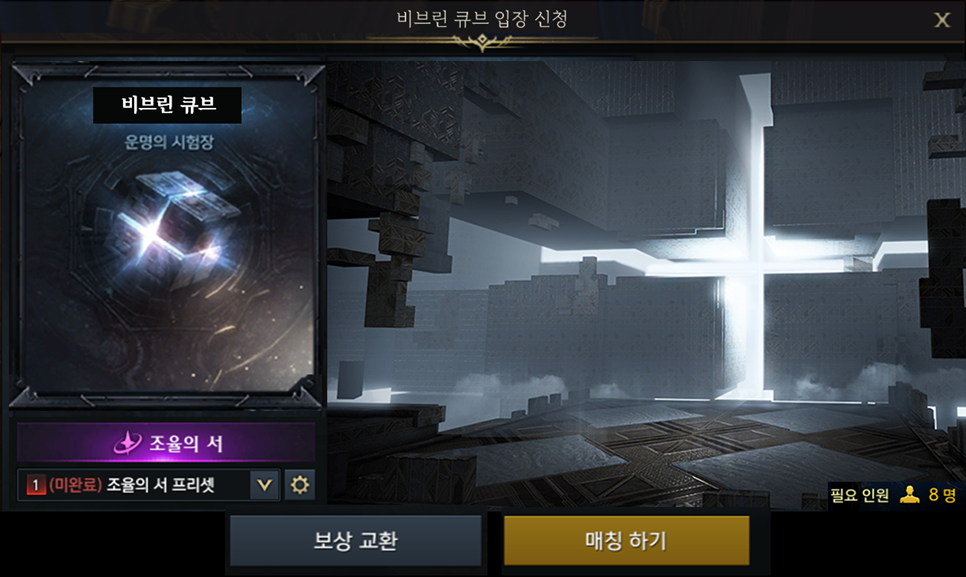 비브린 큐브 입장 신청
X
비브린 큐브
운명의 시험장
조율의 서
1 (미완료) 조율의 서 프리셋
필요 인원 8 명
보상 교환
매칭 하기